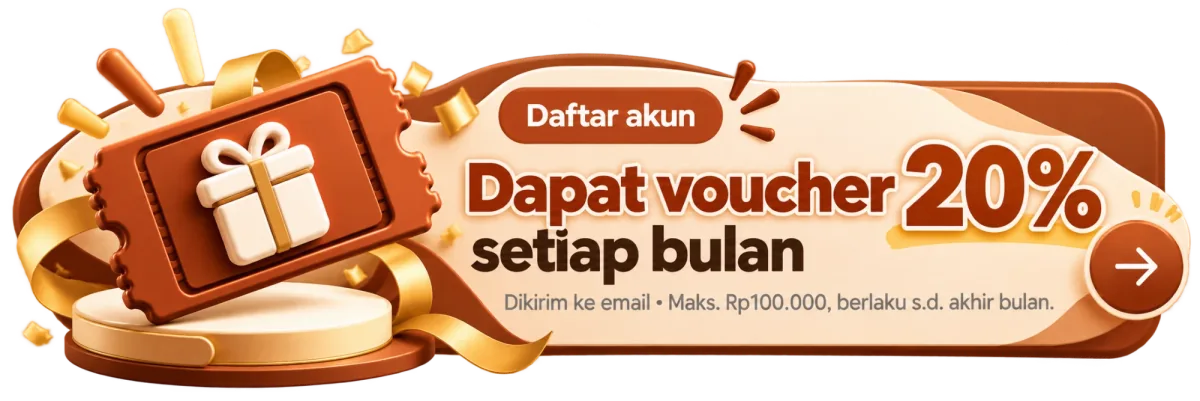 Daftar akun
Dapat voucher 20%
setiap bulan
Dikirim ke email • Maks. Rp100.000, berlaku s.d. akhir bulan.